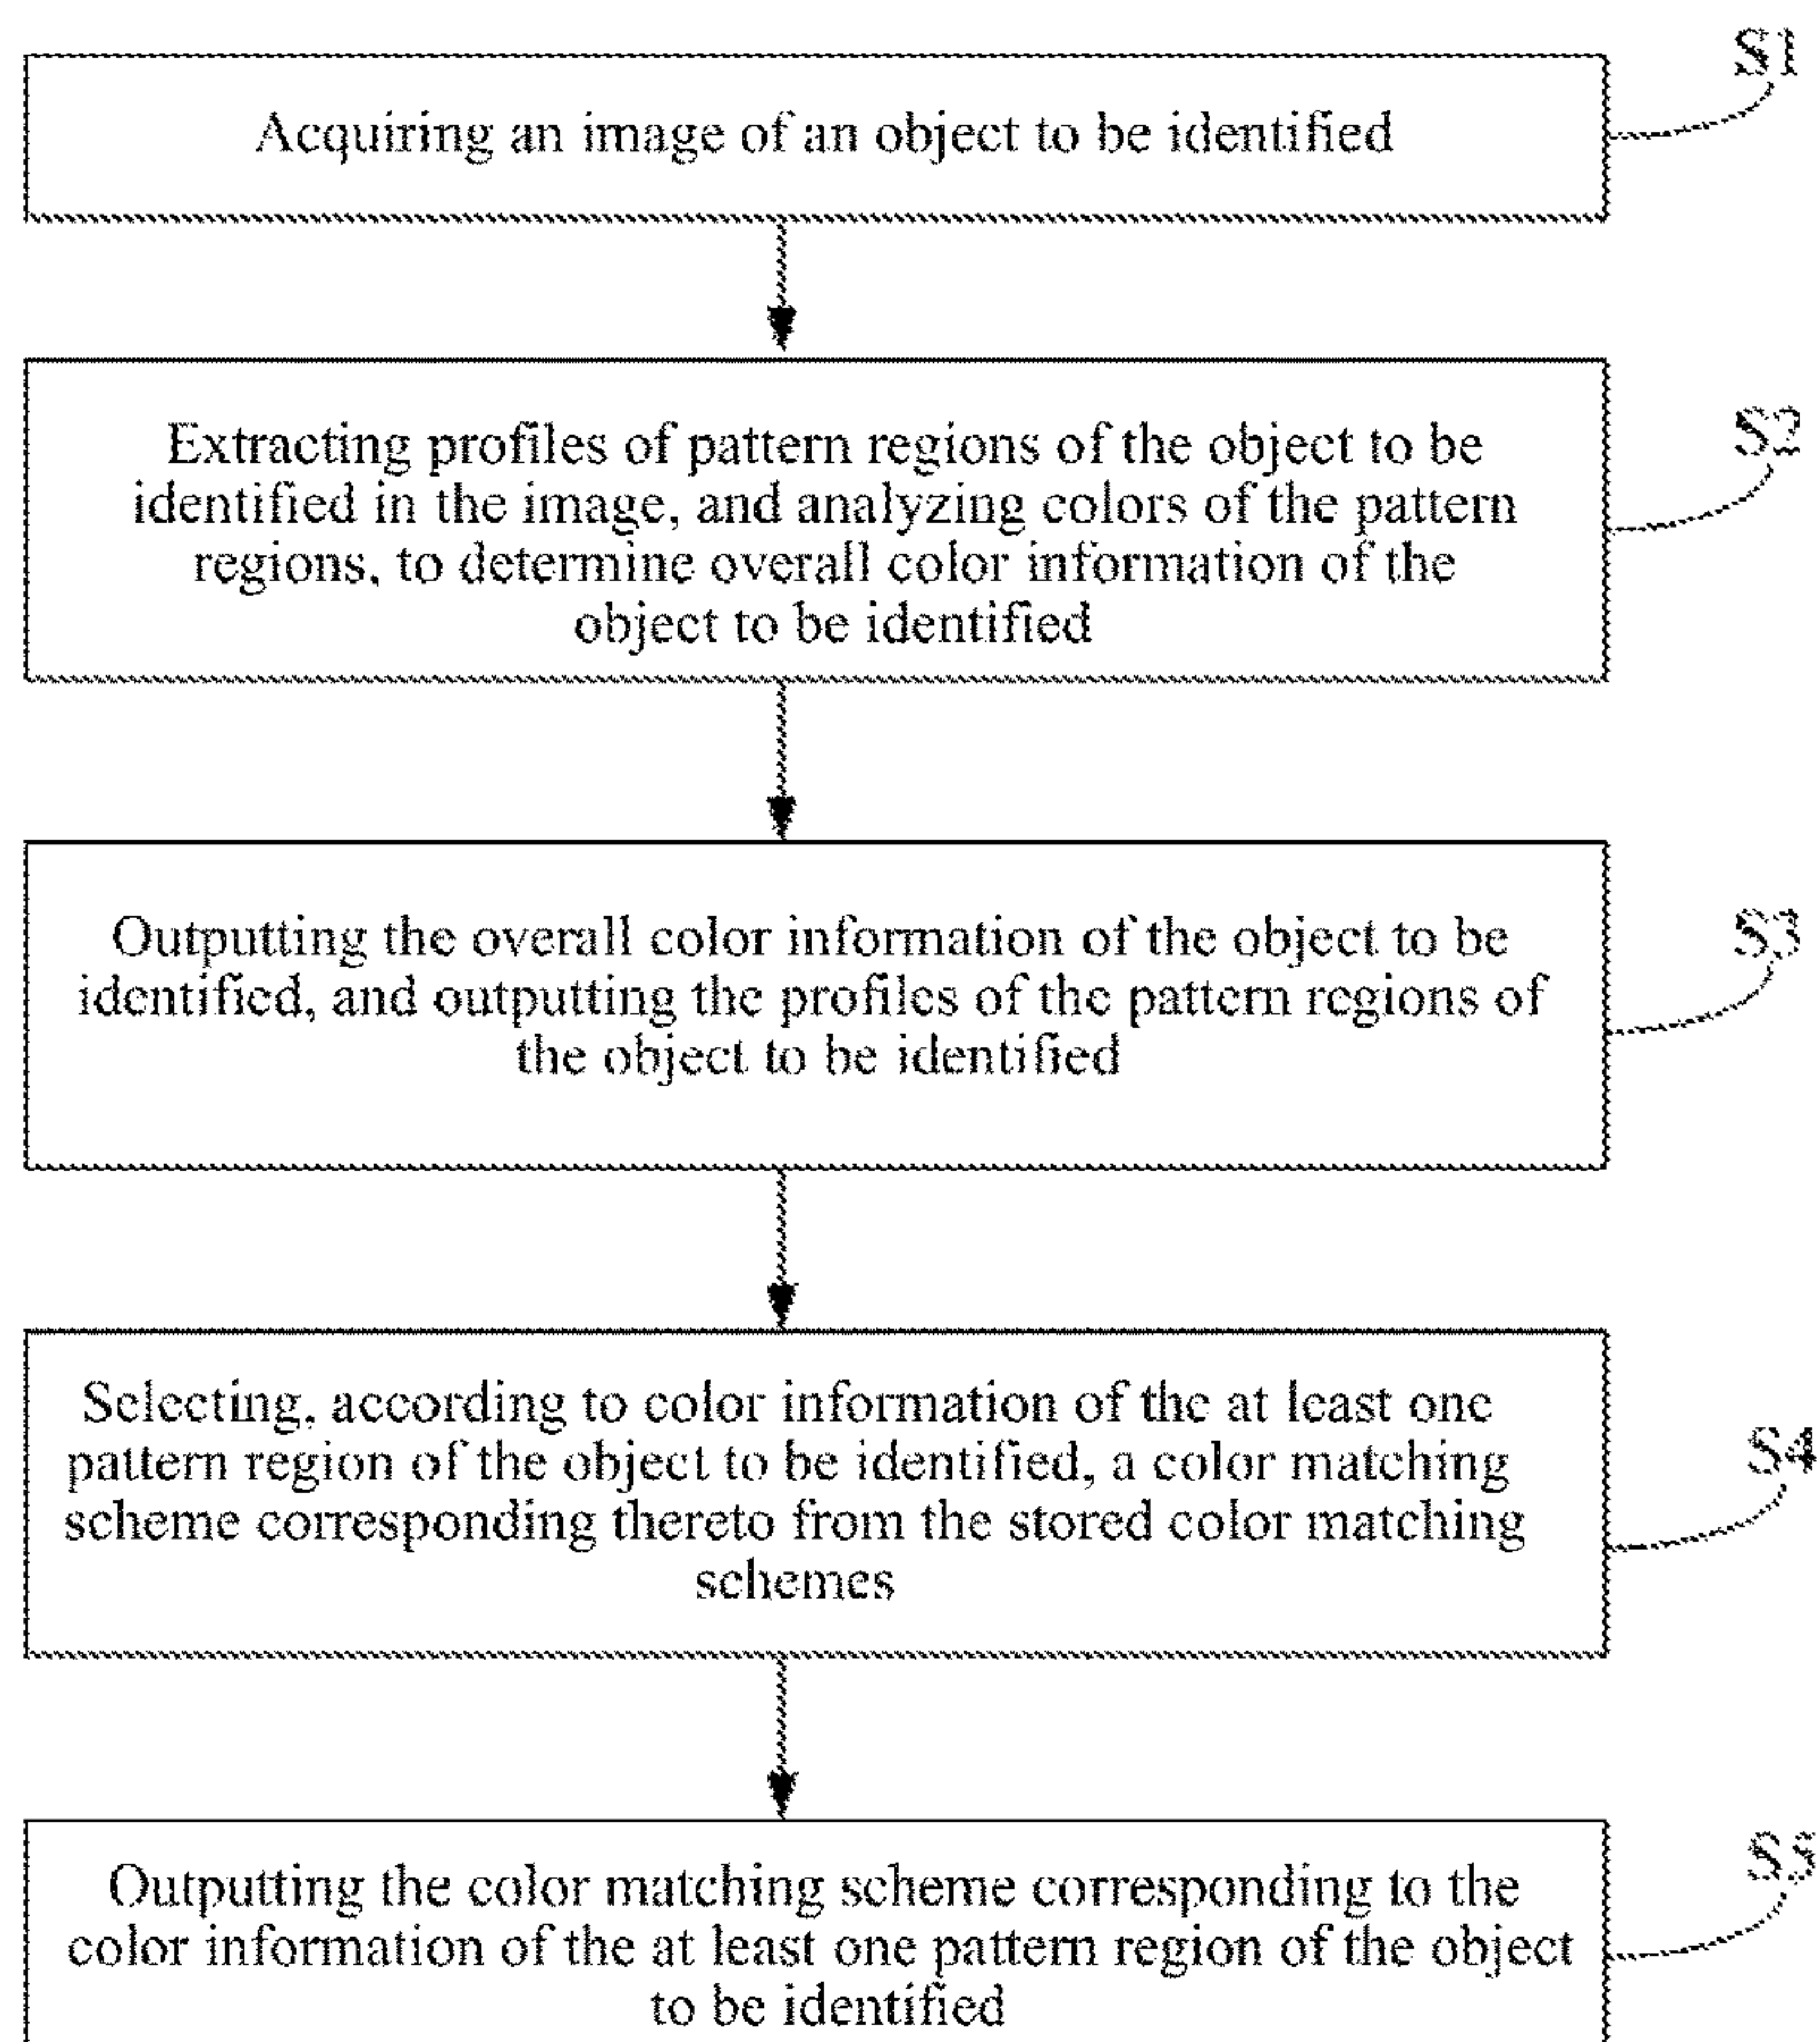 S1
Acquiring an image of an object to be identified
S2
Extracting profiles of pattern regions of the object to be
identified in the image, and analyzing colors of the pattern
regions, to determine overall color information of the
object to be identified
S3
Outputting the overall color information of the object to be
identified, and outputting the profiles of the pattern regions of
the object to be identified
S4
Selecting, according to color information of the at least one
pattern region of the object to be identified, a color matching
scheme corresponding thereto from the stored color matching
schemes
S5
Outputting the color matching scheme corresponding to the
color information of the at least one pattern region of the object
to be identified